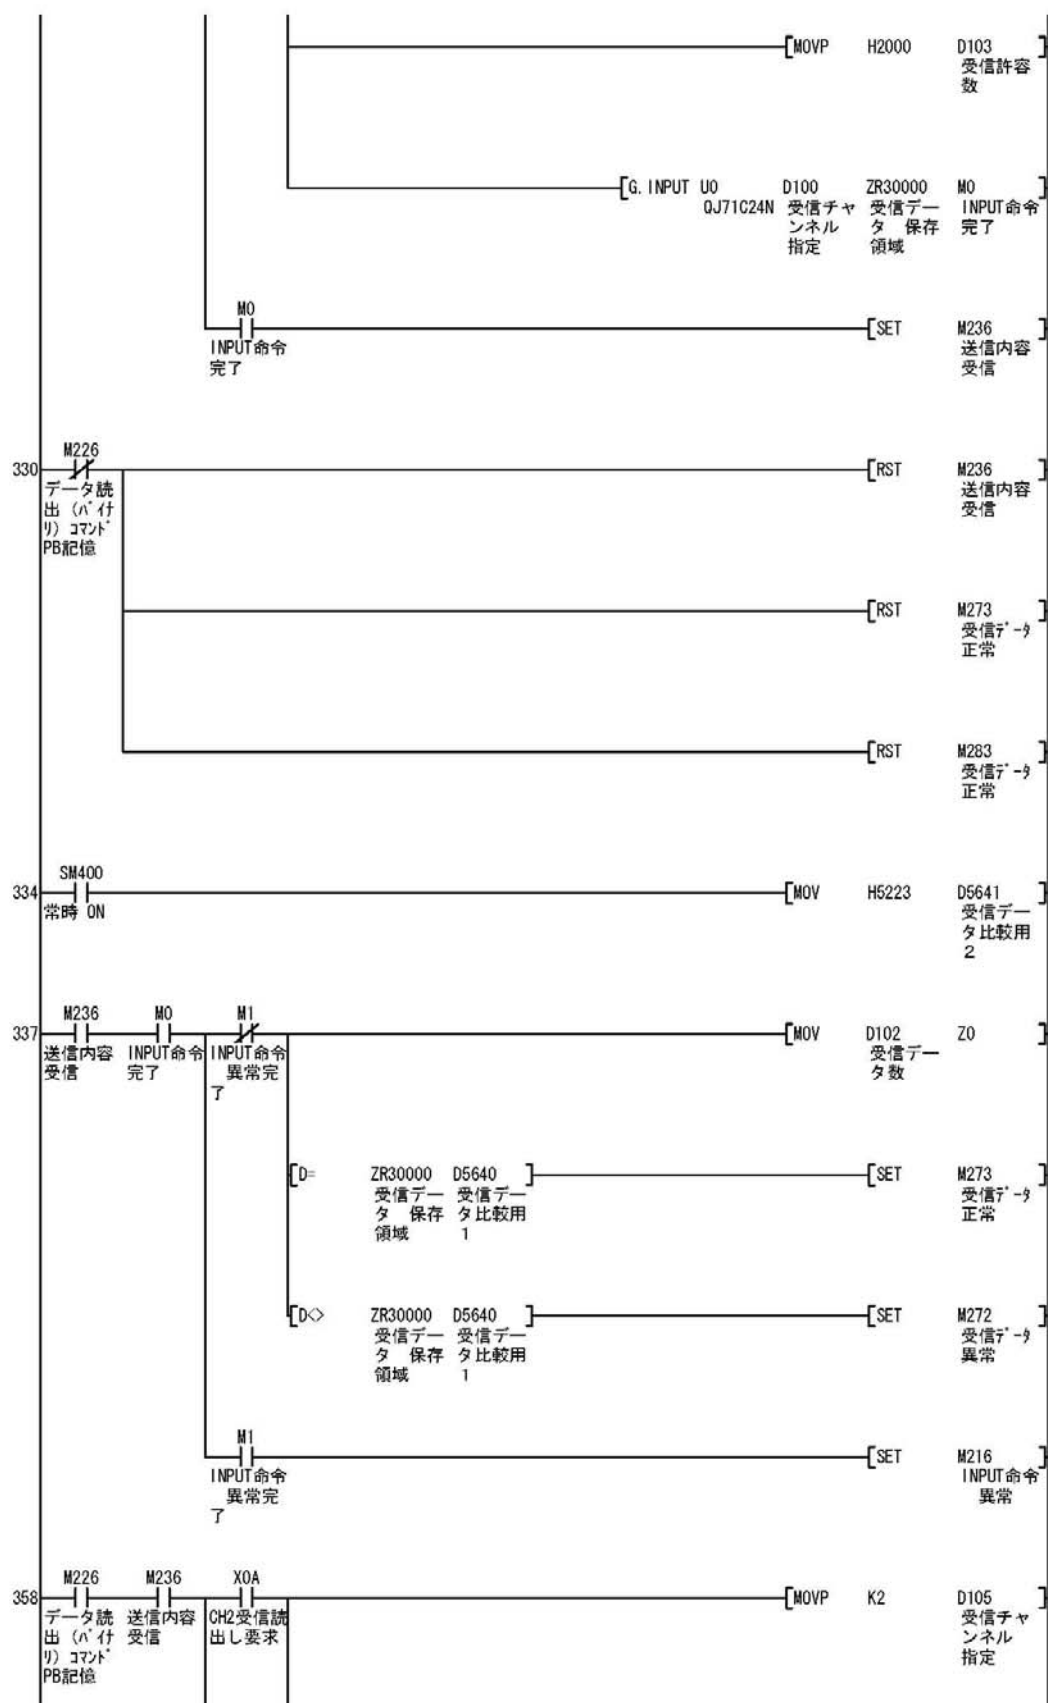 [MOVP H2000 D103 ]
受信許容
数
[G.INPUT U0 D100 ZR30000 M0 ]
QJ71C24N 受信チャ 受信デー INPUT命令
ンネル タ 保存 完了
指定 領域
M0
[SET M236 ]
INPUT命令 送信内容
完了 受信
M226
330 [RST M236 ]
データ読 送信内容
出（ﾊﾞｲﾅ 受信
ﾘ）ｺﾏﾝﾄﾞ
PB記憶
[RST M273 ]
受信ﾃﾞｰﾀ
正常
[RST M283 ]
受信ﾃﾞｰﾀ
正常
SM400
334 [MOV H5223 D5641 ]
常時 ON 受信デー
タ比較用
2
M236 M0 M1
337 [MOV D102 Z0 ]
送信内容 INPUT命令 INPUT命令 受信デー
受信 完了 異常完 タ数
了
[D= ZR30000 D5640 ] [SET M273 ]
受信デー 受信デー 受信ﾃﾞｰﾀ
タ 保存 タ比較用 正常
領域 1
[D<> ZR30000 D5640 ] [SET M272 ]
受信デー 受信デー 受信ﾃﾞｰﾀ
タ 保存 タ比較用 異常
領域 1
M1
[SET M216 ]
INPUT命令 INPUT命令
異常完 異常
了
M226 M236 X0A
358 [MOVP K2 D105 ]
データ読 送信内容 CH2受信読 受信チャ
出（ﾊﾞｲﾅ 受信 出し要求 ンネル
ﾘ）ｺﾏﾝﾄﾞ 指定
PB記憶